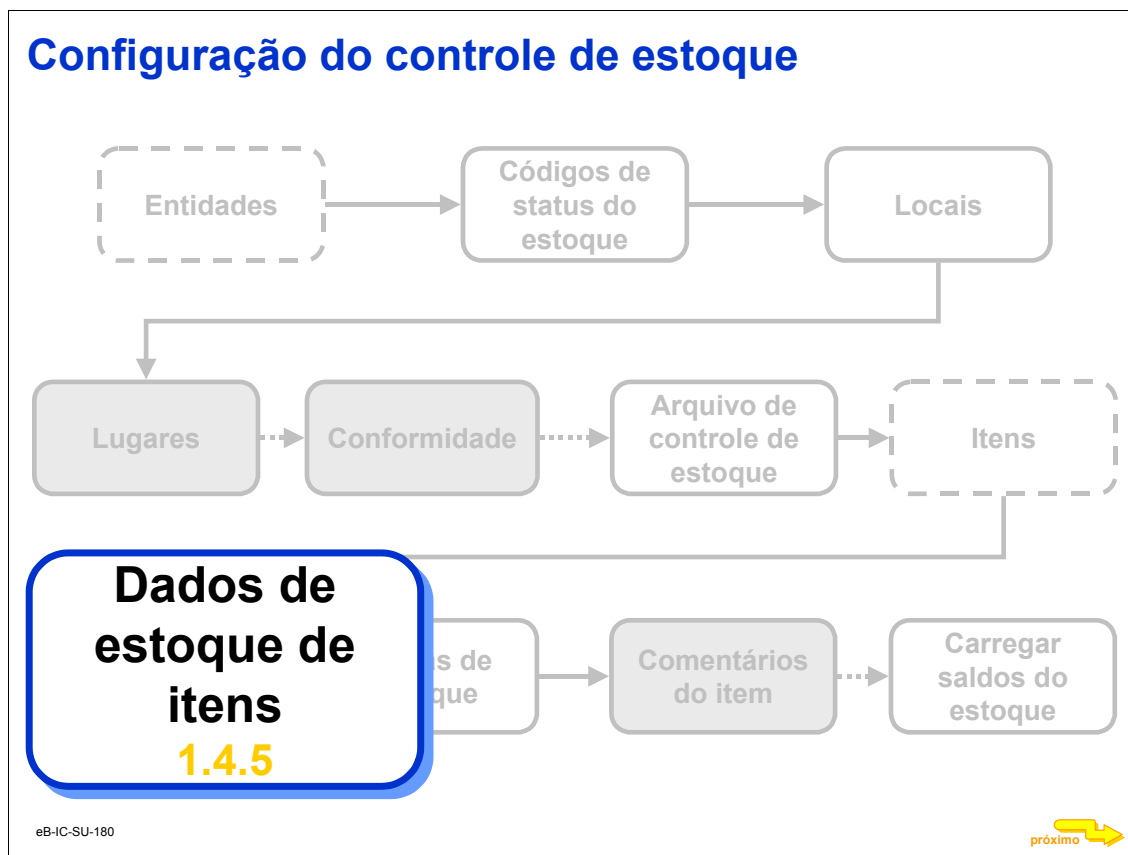 Configuração do controle de estoque
Entidades
Códigos de
status do
estoque
Locais
Lugares
Conformidade
Arquivo de
controle de
estoque
Itens
Dados de
estoque de
itens
1.4.5
de
Comentários
do item
Carregar
saldos do
estoque
eB-IC-SU-180
próximo